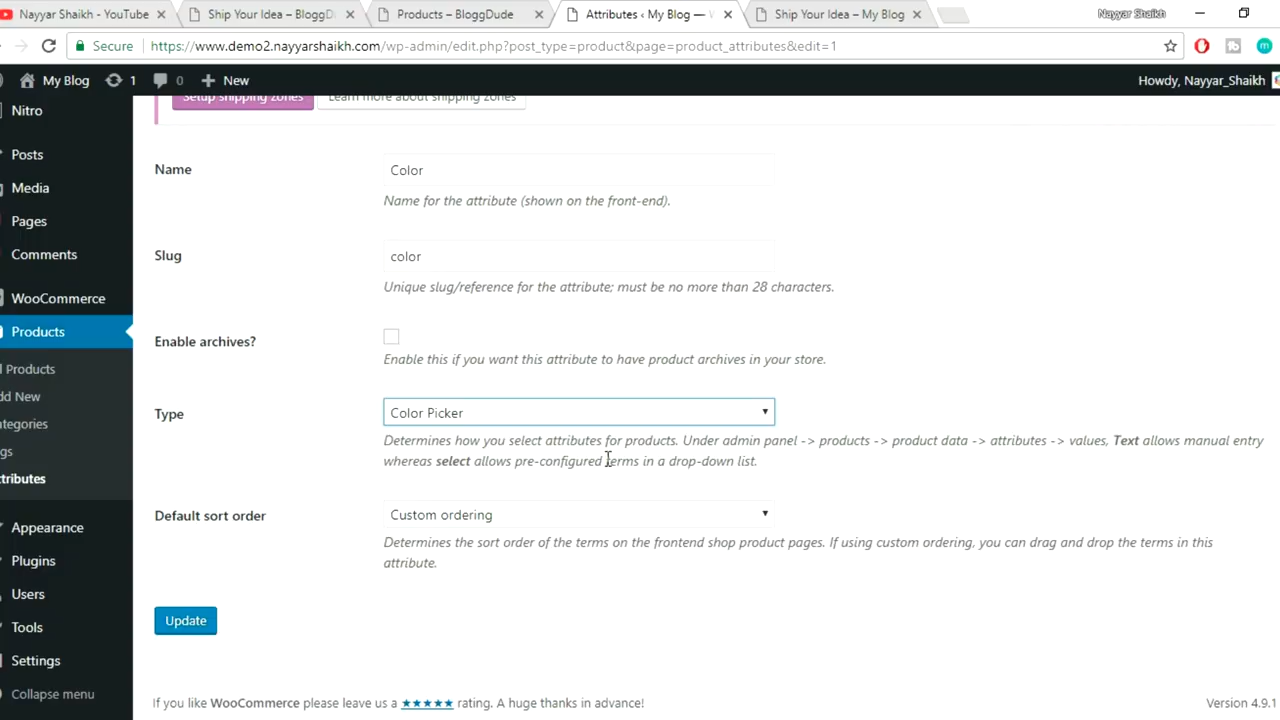 Nayyar Shaikh - YouTube
Ship Your Idea – BloggD
Products – BloggDude
Attributes ‹ My Blog —
Ship Your Idea – My Blog
Nayyar Shaikh
Secure
https://www.demo2.nayyarshaikh.com/wp-admin/edit.php?post_type=product&page=product_attributes&edit=1
My Blog
1
0
New
Howdy, Nayyar_Shaikh
Nitro
Posts
Media
Pages
Comments
WooCommerce
Products
l Products
dd New
ategories
gs
tributes
Appearance
Plugins
Users
Tools
Settings
Collapse menu
Setup shipping zones
Learn more about shipping zones
Name
Color
Name for the attribute (shown on the front-end).
Slug
color
Unique slug/reference for the attribute; must be no more than 28 characters.
Enable archives?
Enable this if you want this attribute to have product archives in your store.
Type
Color Picker
Determines how you select attributes for products. Under admin panel -> products -> product data -> attributes -> values, Text allows manual entry
whereas select allows pre-configured terms in a drop-down list.
Default sort order
Custom ordering
Determines the sort order of the terms on the frontend shop product pages. If using custom ordering, you can drag and drop the terms in this
attribute.
Update
If you like WooCommerce please leave us a ★★★★★ rating. A huge thanks in advance!
Version 4.9.1